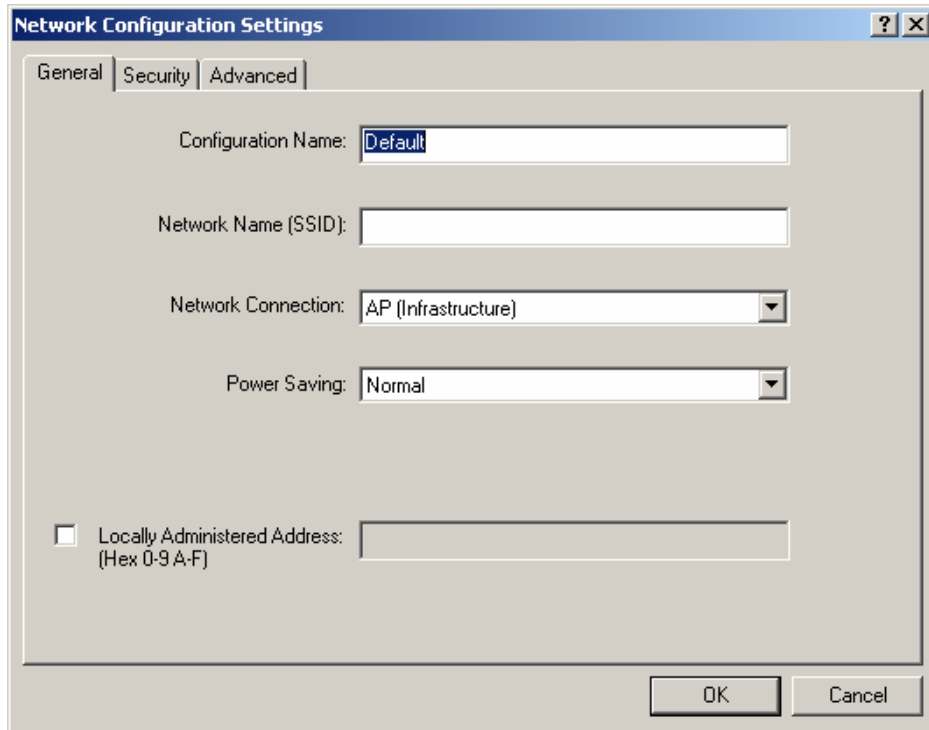 Network Configuration Settings
General Security Advanced
Configuration Name: Default
Network Name (SSID):
Network Connection: AP (Infrastructure)
Power Saving: Normal
Locally Administered Address:
(Hex 0-9 A-F)
OK Cancel